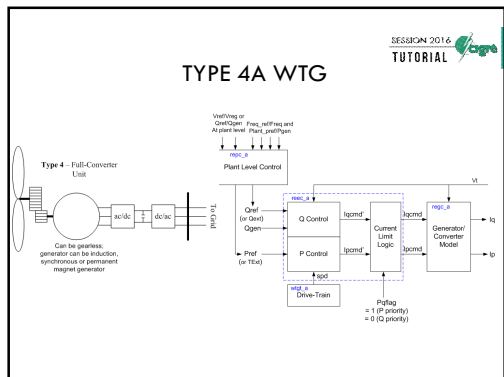 SESSION 2016
TUTORIAL
cigré
TYPE 4A WTG
Type 4 – Full-Converter
Unit
ac/dc
dc/ac
To Grid
Can be gearless;
generator can be induction,
synchronous or permanent
magnet generator
Vref/Vreg or
Qref/Qgen
At plant level
Freq_ref/Freq and
Plant_pref/Pgen
repc_a
Plant Level Control
Vt
reec_a
regc_a
Qref
(or Qext)
Qgen
Q Control
Iqcmd'
Iqcmd
Iq
Current
Limit
Logic
Generator/
Converter
Model
Pref
(or TExt)
P Control
Ipcmd'
Ipcmd
Ip
spd
wtgt_a
Drive-Train
Pqflag
= 1 (P priority)
= 0 (Q priority)